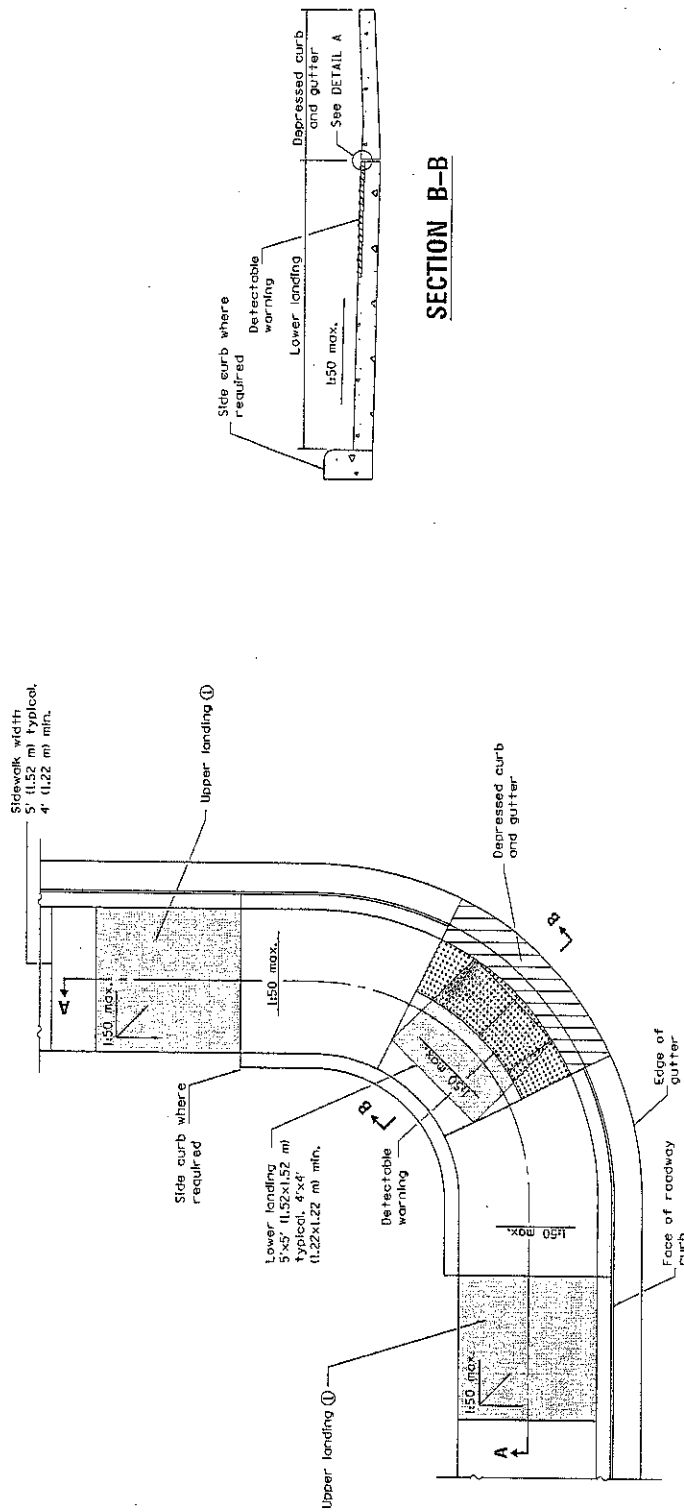 Sidewalk width
5' (1.52 m) typical,
4' (1.22 m) min.
Upper landing ①
A
1:50 max.
1:50 max.
Side curb where
required
Lower landing
5'x5' (1.52x1.52 m)
typical. 4'x4'
(1.22x1.22 m) min.
B
1:50 max.
Detectable
warning
B
Depressed curb
and gutter
1:50 max.
Upper landing ①
1:50 max.
A
Edge of
gutter
Face of roadway
curb
Side curb where
required
Detectable
warning
Lower landing
1:50 max.
Depressed curb
and gutter
See DETAIL A
SECTION B-B